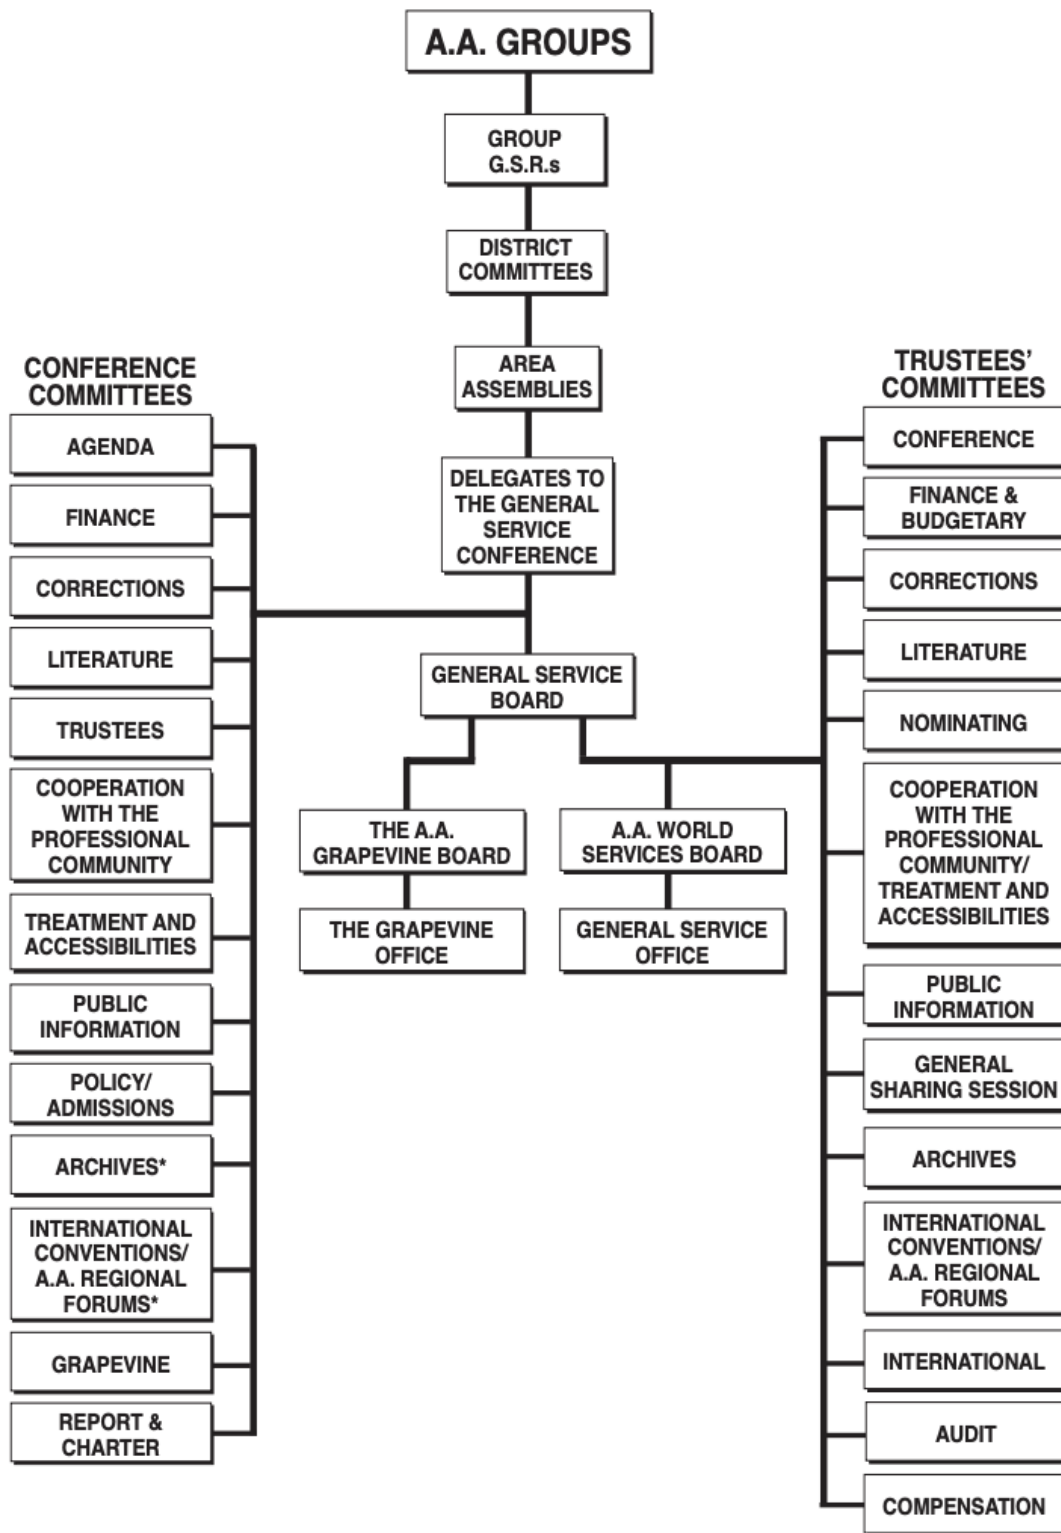 A.A. GROUPS
GROUP
G.S.R.s
DISTRICT
COMMITTEES
AREA
ASSEMBLIES
DELEGATES TO
THE GENERAL
SERVICE
CONFERENCE
GENERAL SERVICE
BOARD
THE A.A.
GRAPEVINE BOARD
THE GRAPEVINE
OFFICE
A.A. WORLD
SERVICES BOARD
GENERAL SERVICE
OFFICE
CONFERENCE
COMMITTEES
AGENDA
FINANCE
CORRECTIONS
LITERATURE
TRUSTEES
COOPERATION
WITH THE
PROFESSIONAL
COMMUNITY
TREATMENT AND
ACCESSIBILITIES
PUBLIC
INFORMATION
POLICY/
ADMISSIONS
ARCHIVES*
INTERNATIONAL
CONVENTIONS/
A.A. REGIONAL
FORUMS*
GRAPEVINE
REPORT &
CHARTER
TRUSTEES’
COMMITTEES
CONFERENCE
FINANCE &
BUDGETARY
CORRECTIONS
LITERATURE
NOMINATING
COOPERATION
WITH THE
PROFESSIONAL
COMMUNITY/
TREATMENT AND
ACCESSIBILITIES
PUBLIC
INFORMATION
GENERAL
SHARING SESSION
ARCHIVES
INTERNATIONAL
CONVENTIONS/
A.A. REGIONAL
FORUMS
INTERNATIONAL
AUDIT
COMPENSATION